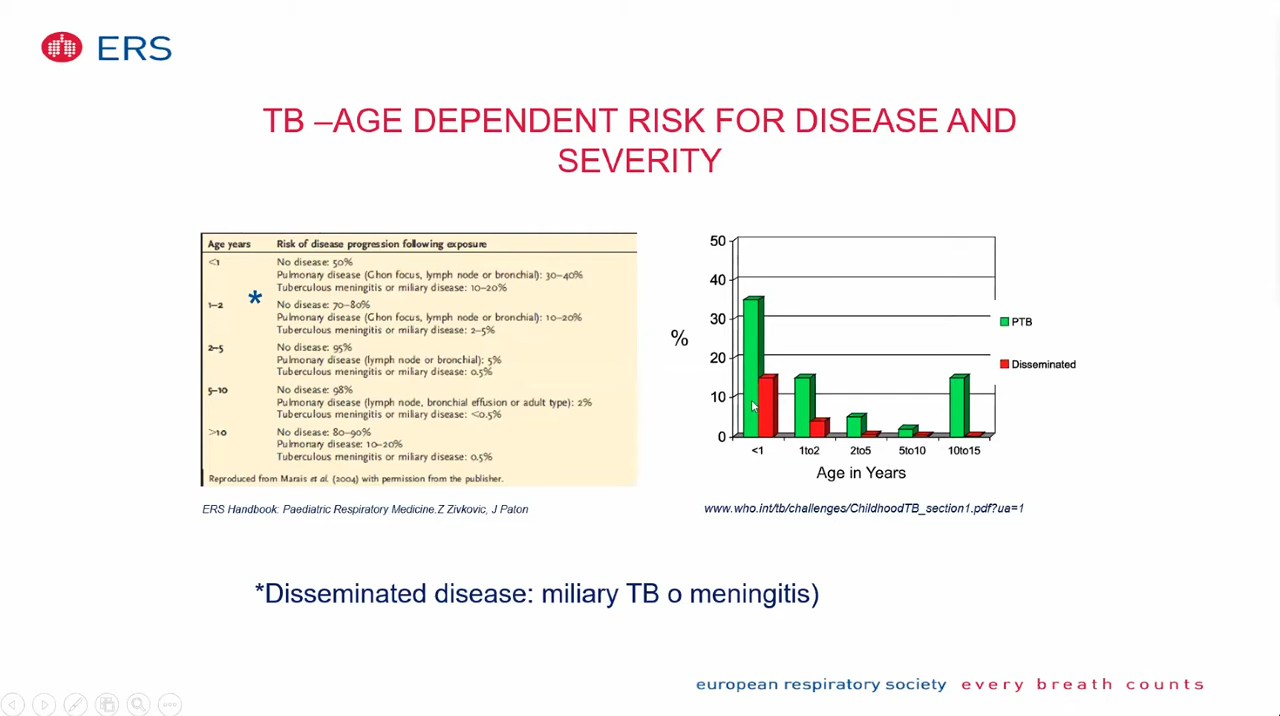 ERS
TB –AGE DEPENDENT RISK FOR DISEASE AND
SEVERITY
Age years Risk of disease progression following exposure
<1 No disease: 50%
Pulmonary disease (Ghon focus, lymph node or bronchial): 30–40%
Tuberculous meningitis or miliary disease: 10–20%
*
1–2 No disease: 70–80%
Pulmonary disease (Ghon focus, lymph node or bronchial): 10–20%
Tuberculous meningitis or miliary disease: 2–5%
2–5 No disease: 95%
Pulmonary disease (lymph node or bronchial): 5%
Tuberculous meningitis or miliary disease: 0.5%
5–10 No disease: 98%
Pulmonary disease (lymph node, bronchial effusion or adult type): 2%
Tuberculous meningitis or miliary disease: <0.5%
>10 No disease: 80–90%
Pulmonary disease: 10–20%
Tuberculous meningitis or miliary disease: 0.5%
Reproduced from Marais et al. (2004) with permission from the publisher.
ERS Handbook: Paediatric Respiratory Medicine.Z Zivkovic, J Paton
50
40
30
%
20
10
0
<1 1to2 2to5 5to10 10to15
Age in Years
PTB
Disseminated
www.who.int/tb/challenges/ChildhoodTB_section1.pdf?ua=1
*Disseminated disease: miliary TB o meningitis)
european respiratory society every breath counts